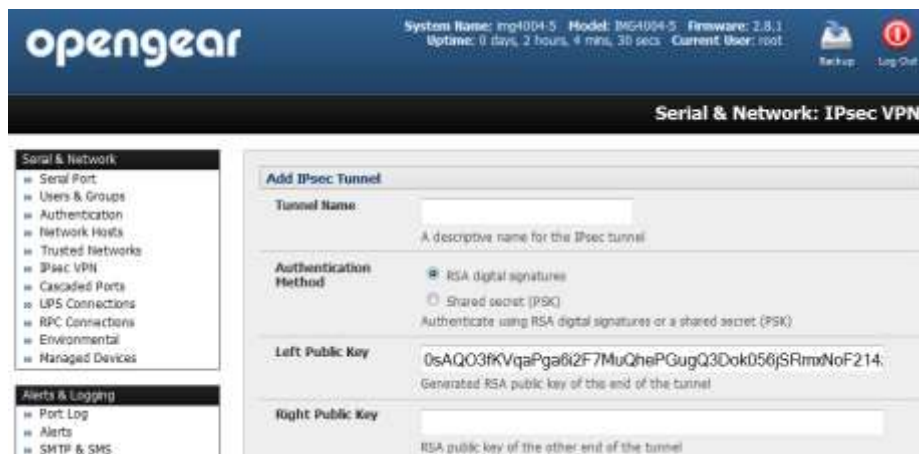 opengear
System Name: img4004-5 Model: IMG4004-5 Firmware: 2.8.1
Uptime: 0 days, 2 hours, 4 mins, 30 secs Current User: root
Backup
Log Out
Serial & Network: IPsec VPN
Serial & Network
Serial Port
Users & Groups
Authentication
Network Hosts
Trusted Networks
IPsec VPN
Cascaded Ports
UPS Connections
RPC Connections
Environmental
Managed Devices
Alerts & Logging
Port Log
Alerts
SMTP & SMS
Add IPsec Tunnel
Tunnel Name
A descriptive name for the IPsec tunnel
Authentication
Method
RSA digital signatures
Shared secret (PSK)
Authenticate using RSA digital signatures or a shared secret (PSK)
Left Public Key
0sAQO3fKVqaPga6i2F7MuQhePGugQ3Dok056jSRmxNoF214
Generated RSA public key of the end of the tunnel
Right Public Key
RSA public key of the other end of the tunnel